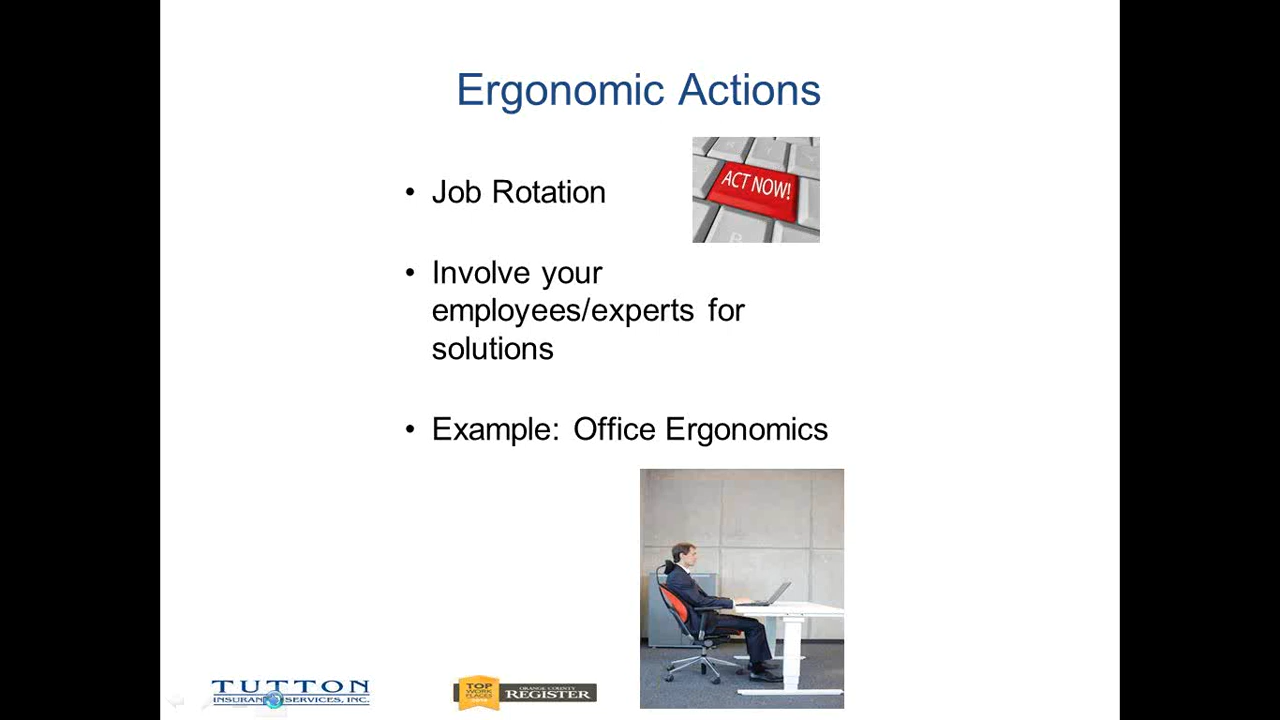 Ergonomic Actions
ACT NOW!
• Job Rotation
• Involve your
employees/experts for
solutions
• Example: Office Ergonomics
TUTTON
INSURANCE SERVICES, INC.
TOP
WORK
PLACES
ORANGE COUNTY
REGISTER